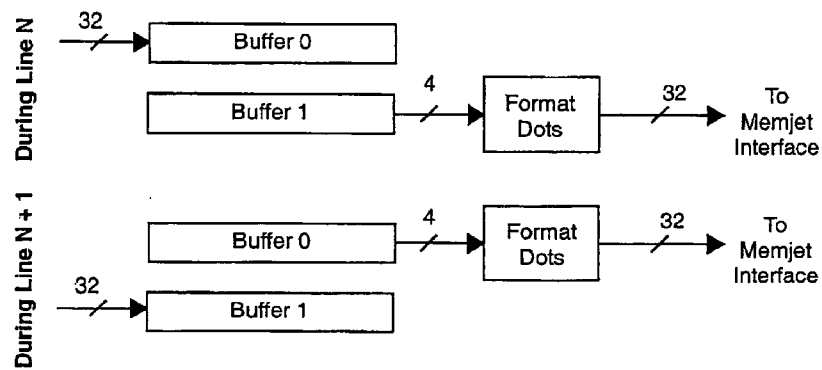 During Line N
32
Buffer 0
Buffer 1
4
Format
Dots
32
To
Memjet
Interface
During Line N + 1
Buffer 0
4
Format
Dots
32
To
Memjet
Interface
32
Buffer 1